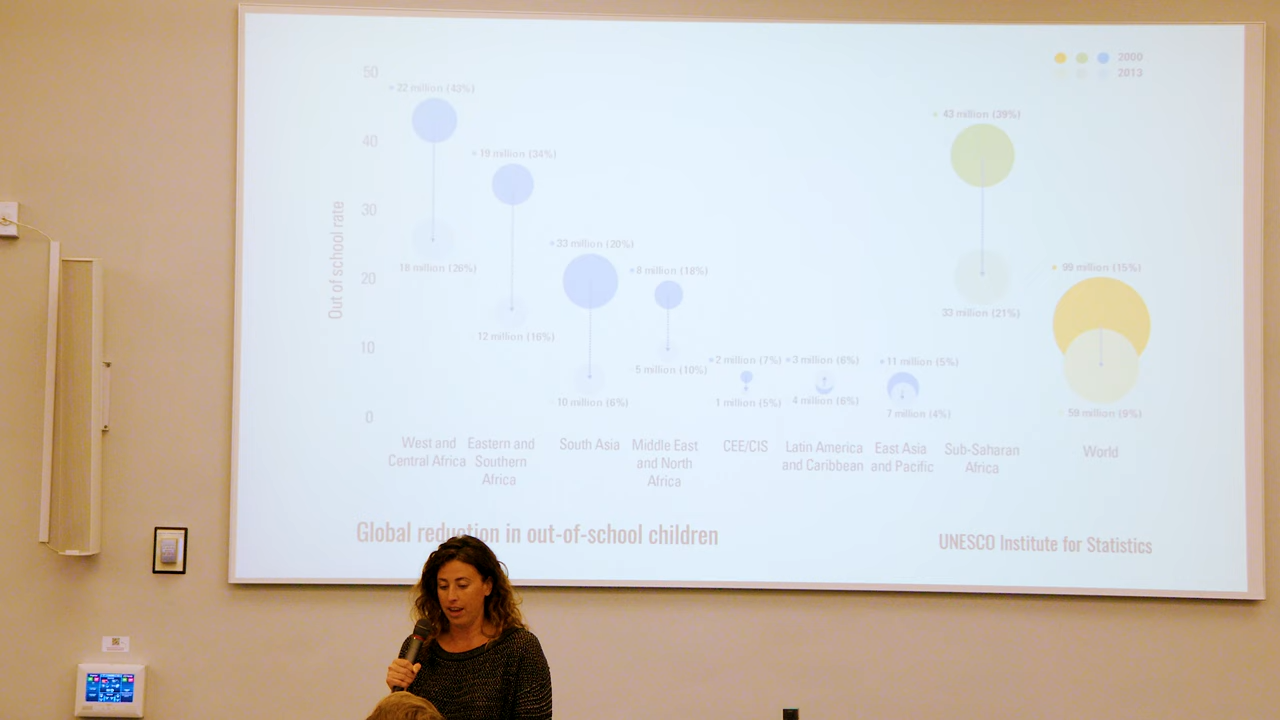 2000
2013
50
40
30
20
10
0
Out of school rate
22 million (43%)
18 million (26%)
19 million (34%)
12 million (16%)
33 million (20%)
10 million (6%)
8 million (18%)
5 million (10%)
2 million (7%)
1 million (5%)
3 million (6%)
4 million (6%)
11 million (5%)
7 million (4%)
43 million (39%)
33 million (21%)
99 million (15%)
59 million (9%)
West and
Central Africa
Eastern and
Southern
Africa
South Asia
Middle East
and North
Africa
CEE/CIS
Latin America
and Caribbean
East Asia
and Pacific
Sub-Saharan
Africa
World
Global reduction in out-of-school children
UNESCO Institute for Statistics